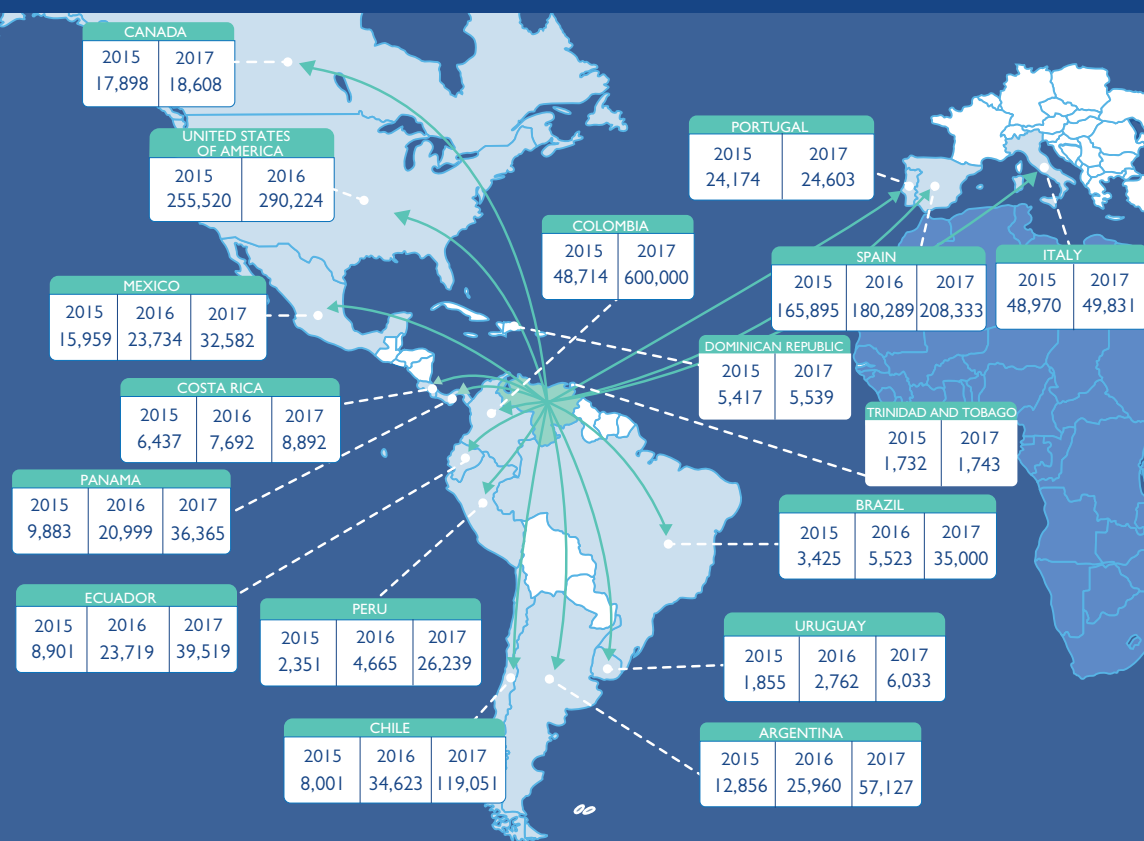 CANADA
2015 2017
17,898 18,608
UNITED STATES
OF AMERICA
2015 2016
255,520 290,224
PORTUGAL
2015 2017
24,174 24,603
COLOMBIA
2015 2017
48,714 600,000
SPAIN
2015 2016 2017
165,895 180,289 208,333
ITALY
2015 2017
48,970 49,831
MEXICO
2015 2016 2017
15,959 23,734 32,582
DOMINICAN REPUBLIC
2015 2017
5,417 5,539
COSTA RICA
2015 2016 2017
6,437 7,692 8,892
TRINIDAD AND TOBAGO
2015 2017
1,732 1,743
PANAMA
2015 2016 2017
9,883 20,999 36,365
BRAZIL
2015 2016 2017
3,425 5,523 35,000
ECUADOR
2015 2016 2017
8,901 23,719 39,519
PERU
2015 2016 2017
2,351 4,665 26,239
URUGUAY
2015 2016 2017
1,855 2,762 6,033
CHILE
2015 2016 2017
8,001 34,623 119,051
ARGENTINA
2015 2016 2017
12,856 25,960 57,127